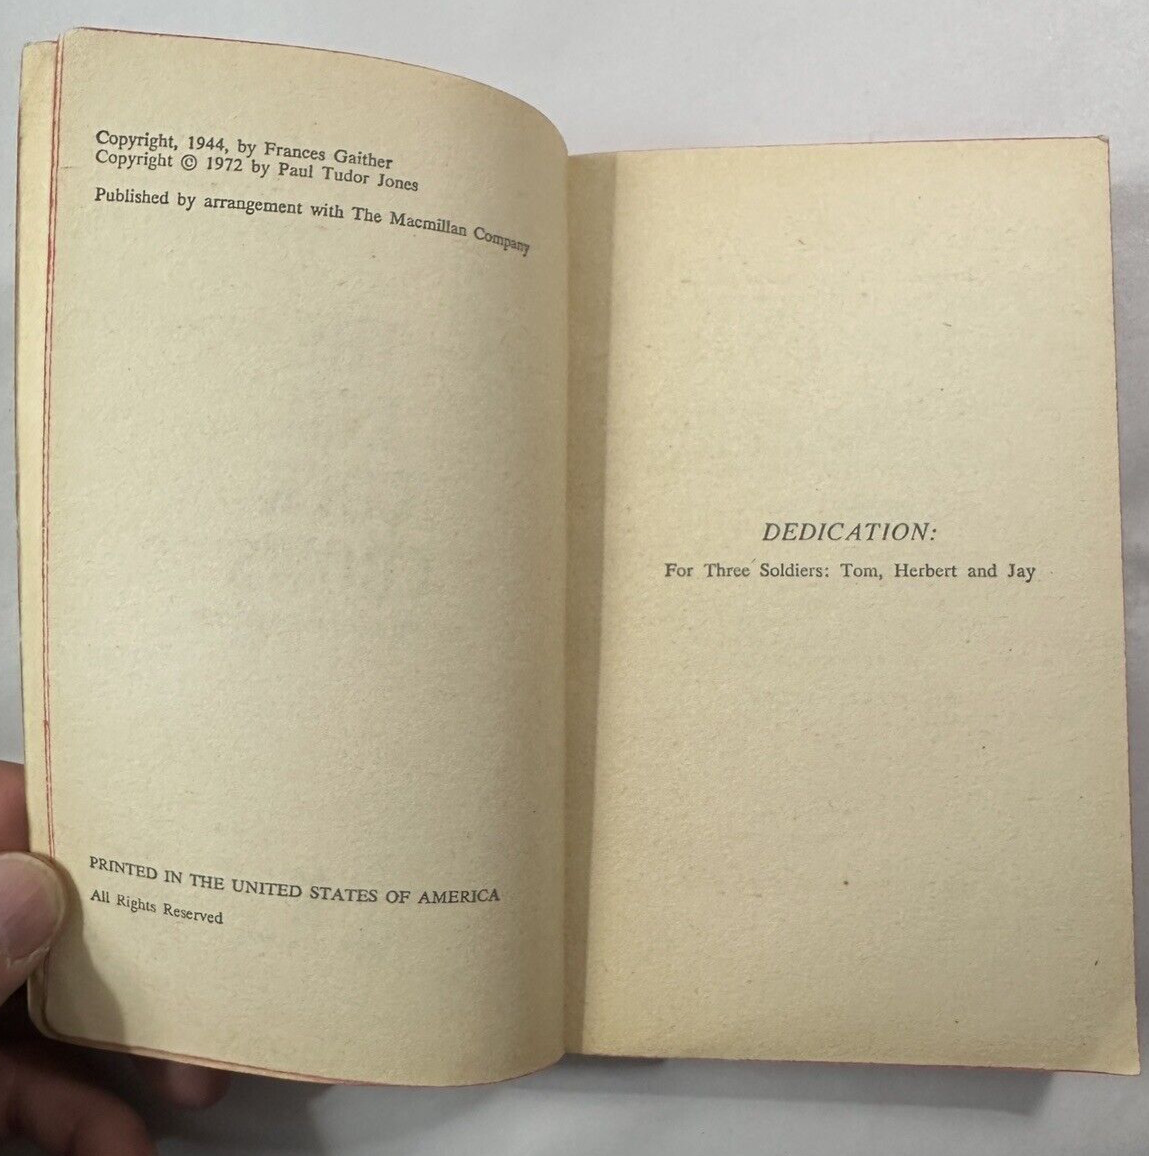 Copyright, 1944, by Frances Gaither
Copyright © 1972 by Paul Tudor Jones
Published by arrangement with The Macmillan Company
PRINTED IN THE UNITED STATES OF AMERICA
All Rights Reserved
DEDICATION:
For Three Soldiers: Tom, Herbert and Jay